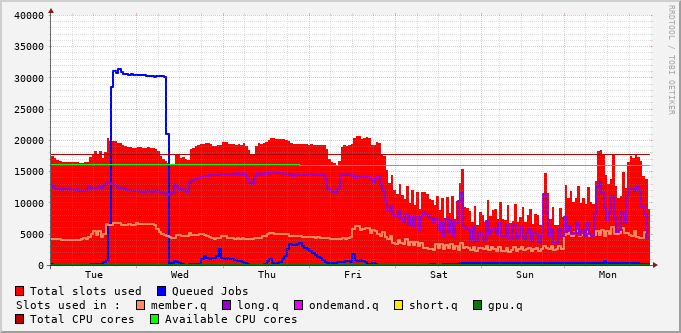 RRDTOOL / TOBI OETIKER
40000
35000
30000
25000
20000
15000
10000
5000
0
Tue Wed Thu Fri Sat Sun Mon
Total slots used Queued Jobs
Slots used in : member.q long.q ondemand.q short.q gpu.q
Total CPU cores Available CPU cores